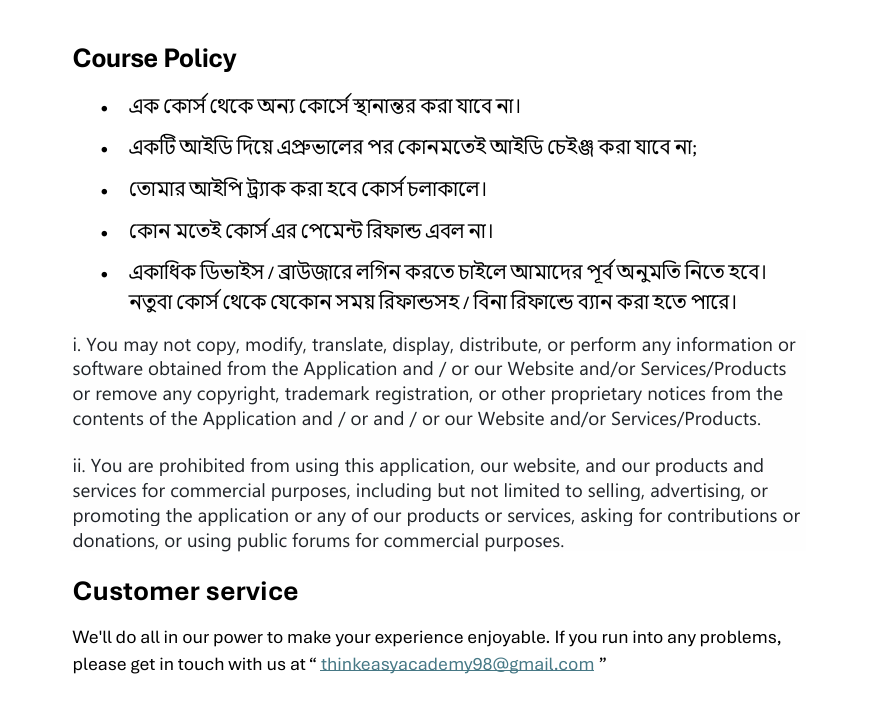 Course Policy
• এক কোর্স থেকে অন্য কোর্সে স্থানান্তর করা যাবে না।
• একটি আইডি দিয়ে এপ্রুভালের পর কোনমতেই আইডি চেইঞ্জ করা যাবে না;
• তোমার আইপি ট্র্যাক করা হবে কোর্স চলাকালে।
• কোন মতেই কোর্স এর পেমেন্ট রিফান্ড এবল না।
• একাধিক ডিভাইস / ব্রাউজারে লগিন করতে চাইলে আমাদের পূর্ব অনুমতি নিতে হবে।
নতুবা কোর্স থেকে যেকোন সময় রিফান্ডসহ / বিনা রিফান্ডে ব্যান করা হতে পারে।
i. You may not copy, modify, translate, display, distribute, or perform any information or
software obtained from the Application and / or our Website and/or Services/Products
or remove any copyright, trademark registration, or other proprietary notices from the
contents of the Application and / or and / or our Website and/or Services/Products.
ii. You are prohibited from using this application, our website, and our products and
services for commercial purposes, including but not limited to selling, advertising, or
promoting the application or any of our products or services, asking for contributions or
donations, or using public forums for commercial purposes.
Customer service
We'll do all in our power to make your experience enjoyable. If you run into any problems,
please get in touch with us at “ thinkeasyacademy98@gmail.com ”